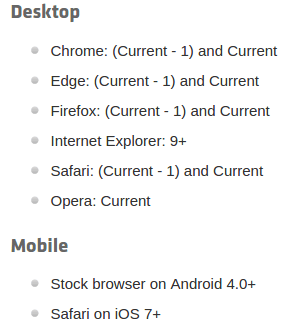 Desktop
Chrome: (Current - 1) and Current
Edge: (Current - 1) and Current
Firefox: (Current - 1) and Current
Internet Explorer: 9+
Safari: (Current - 1) and Current
Opera: Current
Mobile
Stock browser on Android 4.0+
Safari on iOS 7+